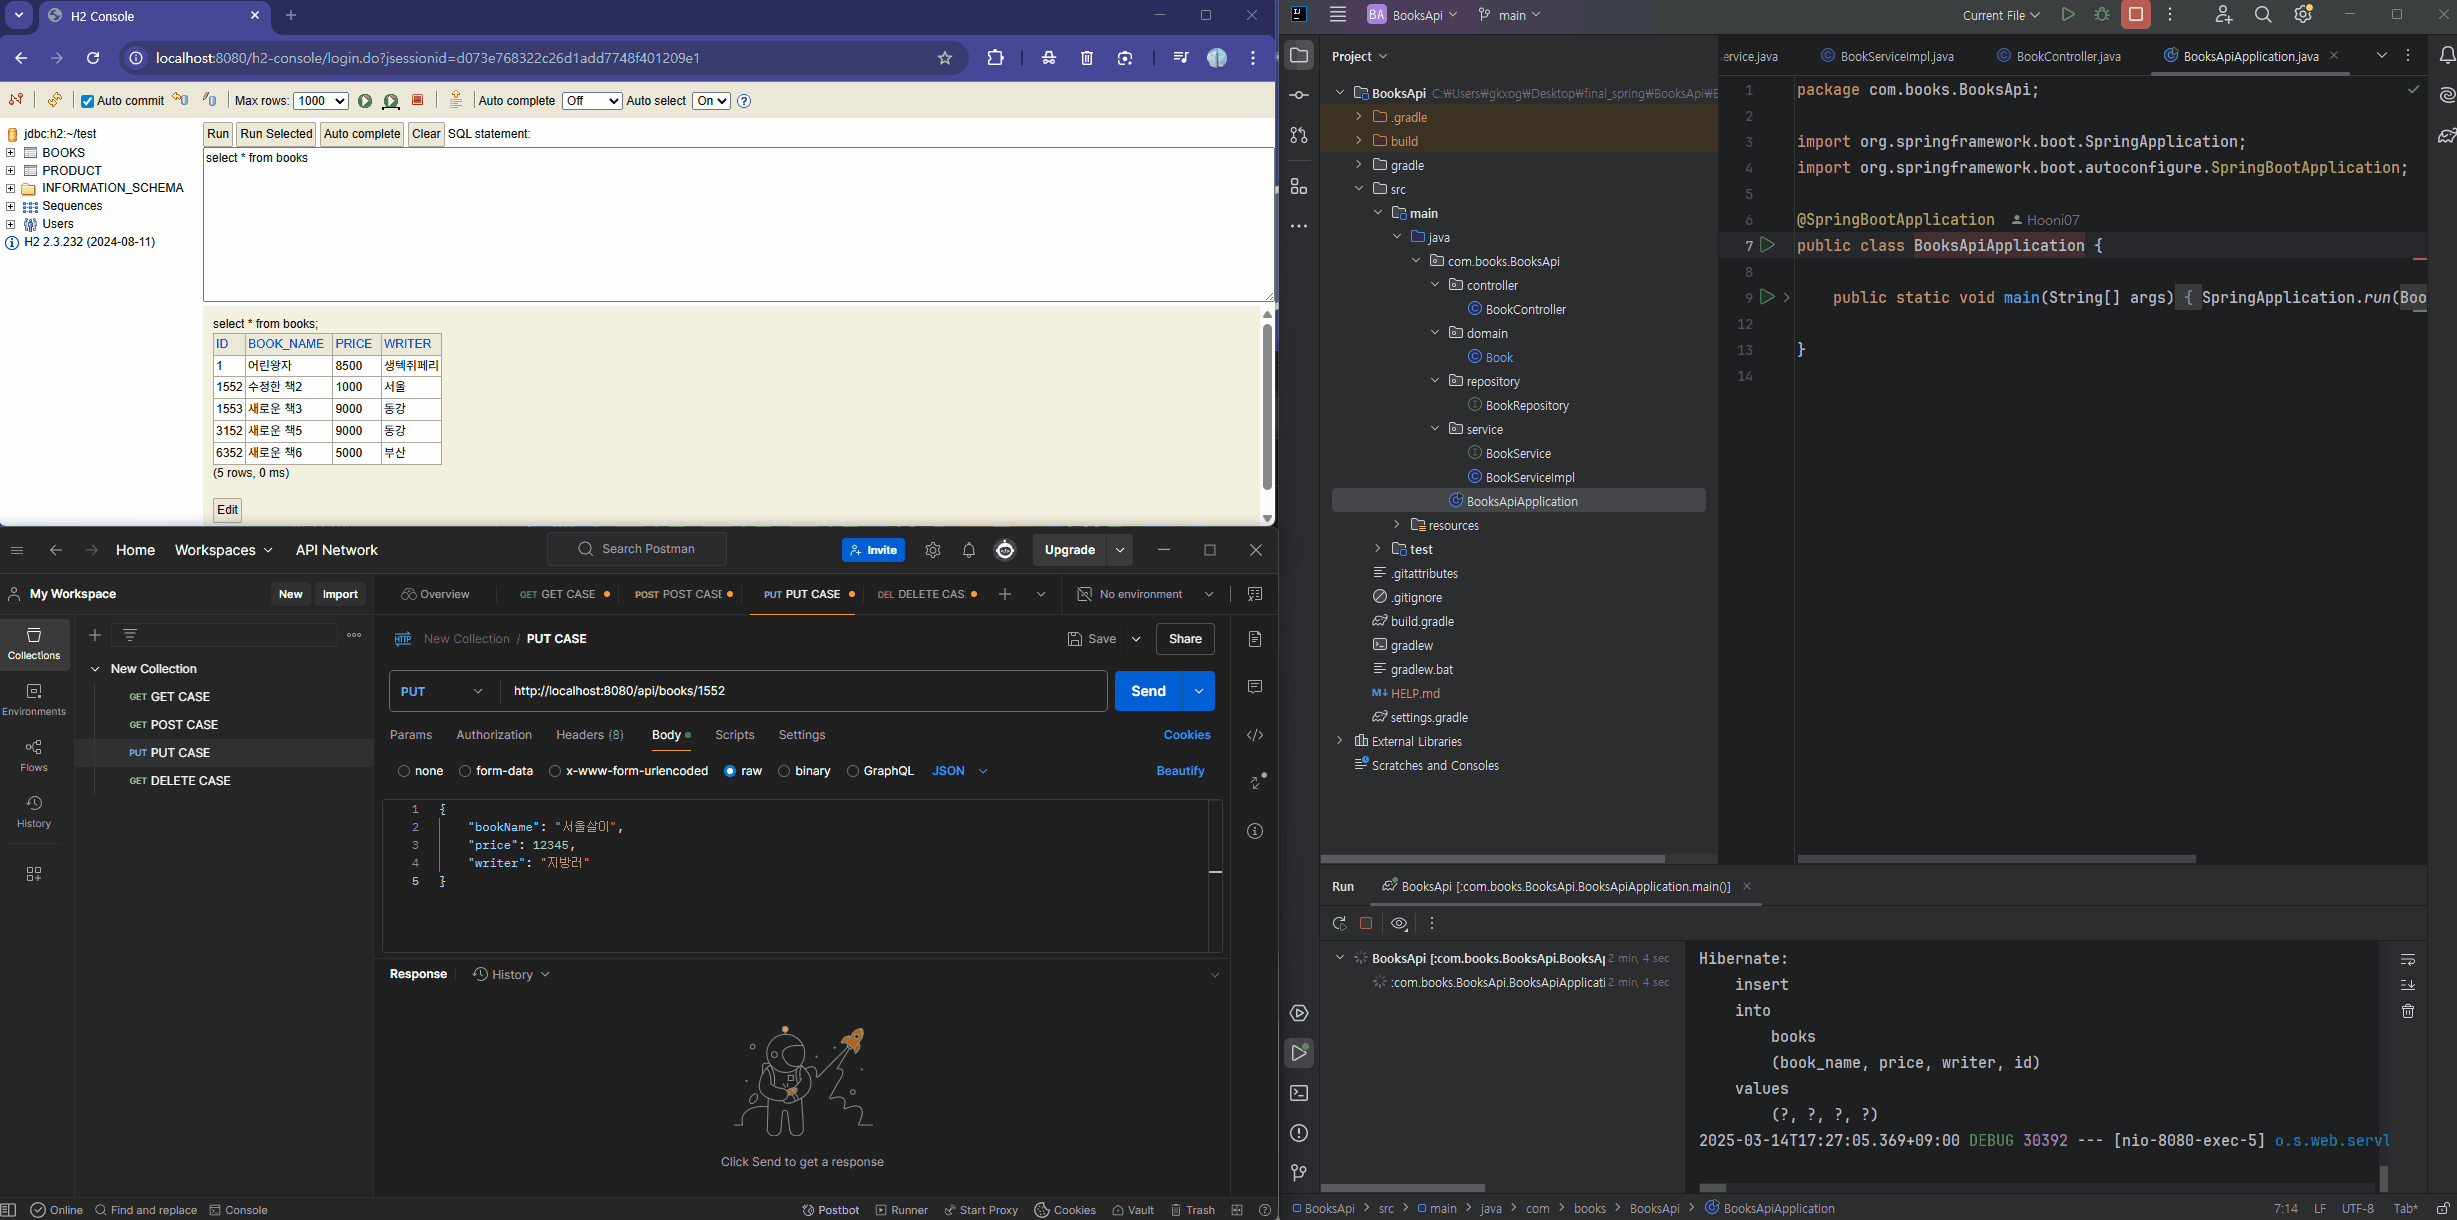 H2 Console
localhost:8080/h2-console/login.do?jsessionid=d073e768322c26d1add7748f401209e1
Auto commit Max rows: 1000 Auto complete Off Auto select On
jdbc:h2:~/test
BOOKS
PRODUCT
INFORMATION_SCHEMA
Sequences
Users
H2 2.3.232 (2024-08-11)
Run Run Selected Auto complete Clear SQL statement:
select * from books
select * from books;
ID BOOK_NAME PRICE WRITER
1 어린왕자 8500 생텍쥐페리
1552 수정한 책2 1000 서울
1553 새로운 책3 9000 동강
3152 새로운 책5 9000 동강
6352 새로운 책6 5000 부산
(5 rows, 0 ms)
Edit
Home Workspaces API Network Search Postman Invite Upgrade
My Workspace New Import
Overview GET GET CASE POST POST CASE PUT PUT CASE DEL DELETE CAS No environment
Collections
Environments
Flows
History
New Collection
GET GET CASE
GET POST CASE
PUT PUT CASE
GET DELETE CASE
HTTP New Collection / PUT CASE Save Share
PUT http://localhost:8080/api/books/1552 Send
Params Authorization Headers (8) Body Scripts Settings Cookies
none form-data x-www-form-urlencoded raw binary GraphQL JSON Beautify
1 {
2 "bookName": "서울살이",
3 "price": 12345,
4 "writer": "지방러"
5 }
Response History
Click Send to get a response
Online Find and replace Console Postbot Runner Start Proxy Cookies Vault Trash
BA BooksApi main Current File
Project
BooksApi C:\Users\gkxog\Desktop\final_spring\BooksApi\B
.gradle
build
gradle
src
main
java
com.books.BooksApi
controller
BookController
domain
Book
repository
BookRepository
service
BookService
BookServiceImpl
BooksApiApplication
resources
test
.gitattributes
.gitignore
build.gradle
gradlew
gradlew.bat
M↓ HELP.md
settings.gradle
External Libraries
Scratches and Consoles
ervice.java BookServiceImpl.java BookController.java BooksApiApplication.java
1 package com.books.BooksApi;
2
3 import org.springframework.boot.SpringApplication;
4 import org.springframework.boot.autoconfigure.SpringBootApplication;
5
6 @SpringBootApplication Hooni07
7 public class BooksApiApplication {
8
9 public static void main(String[] args) { SpringApplication.run(Boo
12
13 }
14
Run BooksApi [:com.books.BooksApi.BooksApiApplication.main()]
BooksApi [:com.books.BooksApi.BooksAp 2 min, 4 sec
:com.books.BooksApi.BooksApiApplicati 2 min, 4 sec
Hibernate:
insert
into
books
(book_name, price, writer, id)
values
(?, ?, ?, ?)
2025-03-14T17:27:05.369+09:00 DEBUG 30392 --- [nio-8080-exec-5] o.s.web.servl
BooksApi > src > main > java > com > books > BooksApi > BooksApiApplication 7:14 LF UTF-8 Tab*